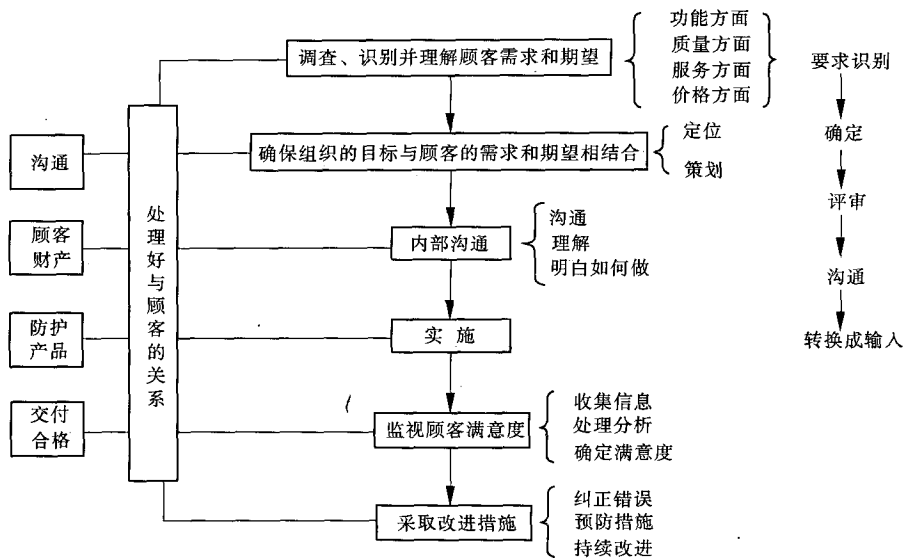 调查、识别并理解顾客需求和期望
功能方面
质量方面
服务方面
价格方面
要求识别
确定
评审
沟通
转换成输入
确保组织的目标与顾客的需求和期望相结合
定位
策划
内部沟通
沟通
理解
明白如何做
实施
监视顾客满意度
收集信息
处理分析
确定满意度
采取改进措施
纠正错误
预防措施
持续改进
处理好与顾客的关系
沟通
顾客
财产
防护
产品
交付
合格